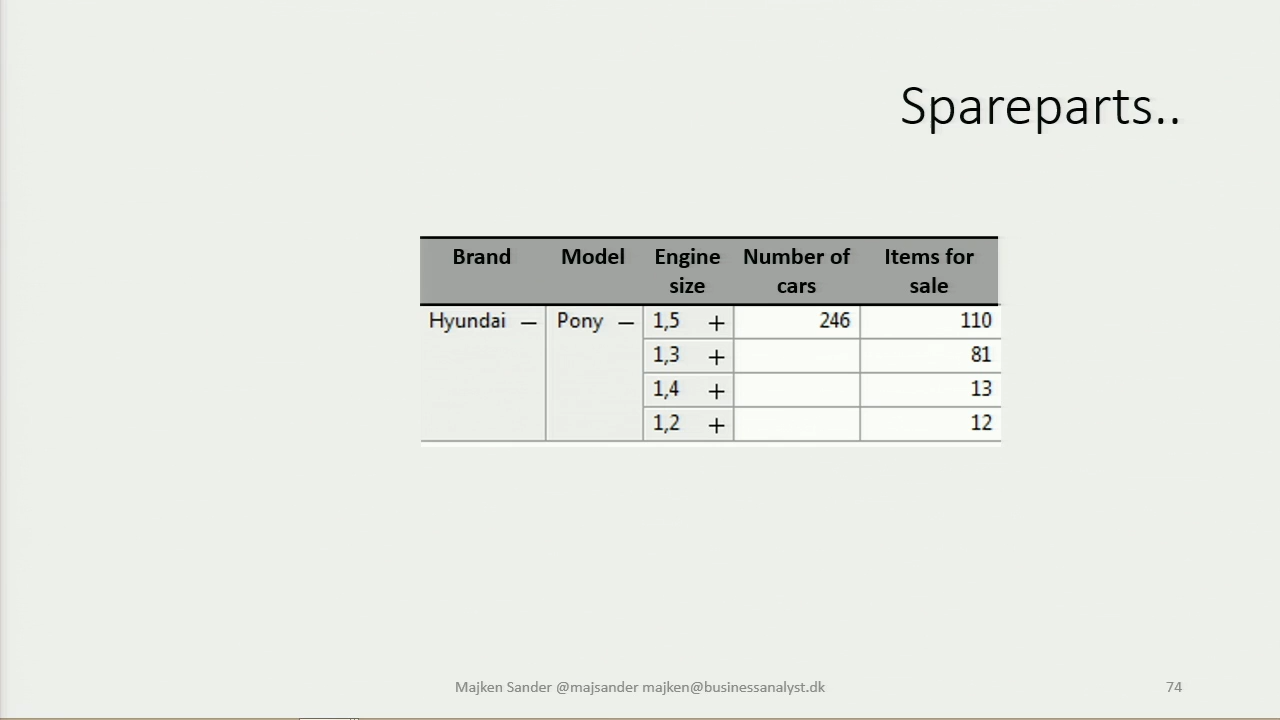 Spareparts..
Brand Model Engine size Number of cars Items for sale
Hyundai − Pony − 1,5 + 246 110
1,3 + 81
1,4 + 13
1,2 + 12
Majken Sander @majsander majken@businessanalyst.dk 74